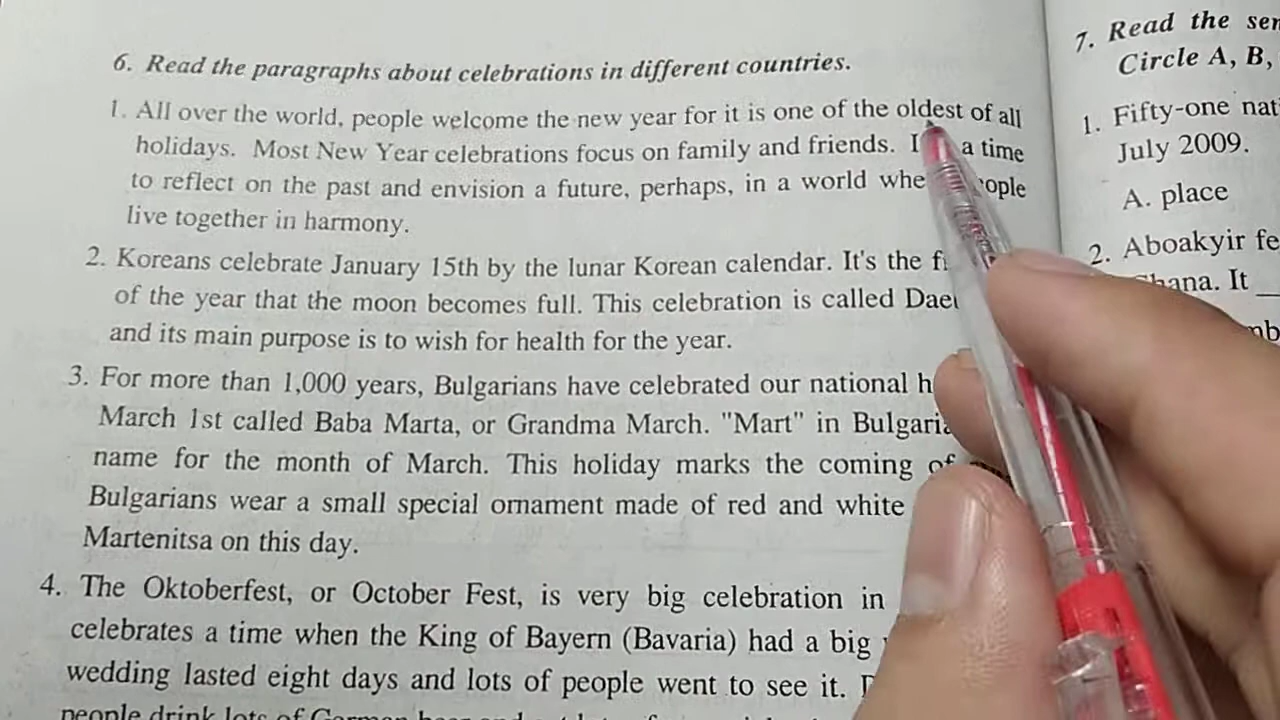 6. Read the paragraphs about celebrations in different countries.
1. All over the world, people welcome the new year for it is one of the oldest of all
holidays. Most New Year celebrations focus on family and friends. a time
to reflect on the past and envision a future, perhaps, in a world
live together in harmony.
2. Koreans celebrate January 15th by the lunar Korean calendar. It's the
of the year that the moon becomes full. This celebration is called
and its main purpose is to wish for health for the year.
3. For more than 1,000 years, Bulgarians have celebrated our national
March 1st called Baba Marta, or Grandma March. "Mart" in
name for the month of March. This holiday marks the coming of
Bulgarians wear a small special ornament made of red and white
Martenitsa on this day.
4. The Oktoberfest, or October Fest, is very big celebration in
celebrates a time when the King of Bayern (Bavaria) had a big
wedding lasted eight days and lots of people went to see it.
people drink lots of German
7. Read the
Circle A, B,
1. Fifty-one
July 2009.
A. place
2. Aboakyir
It